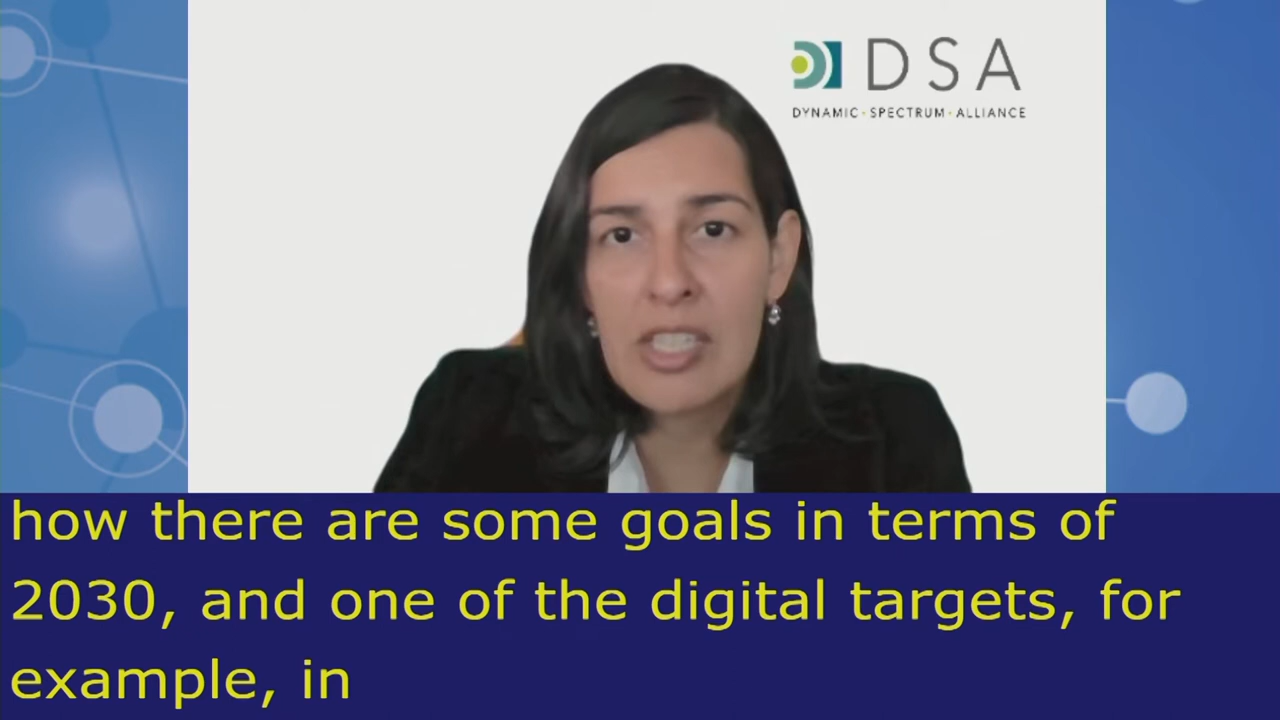 DSA
DYNAMIC·SPECTRUM·ALLIANCE
how there are some goals in terms of
2030, and one of the digital targets, for
example, in